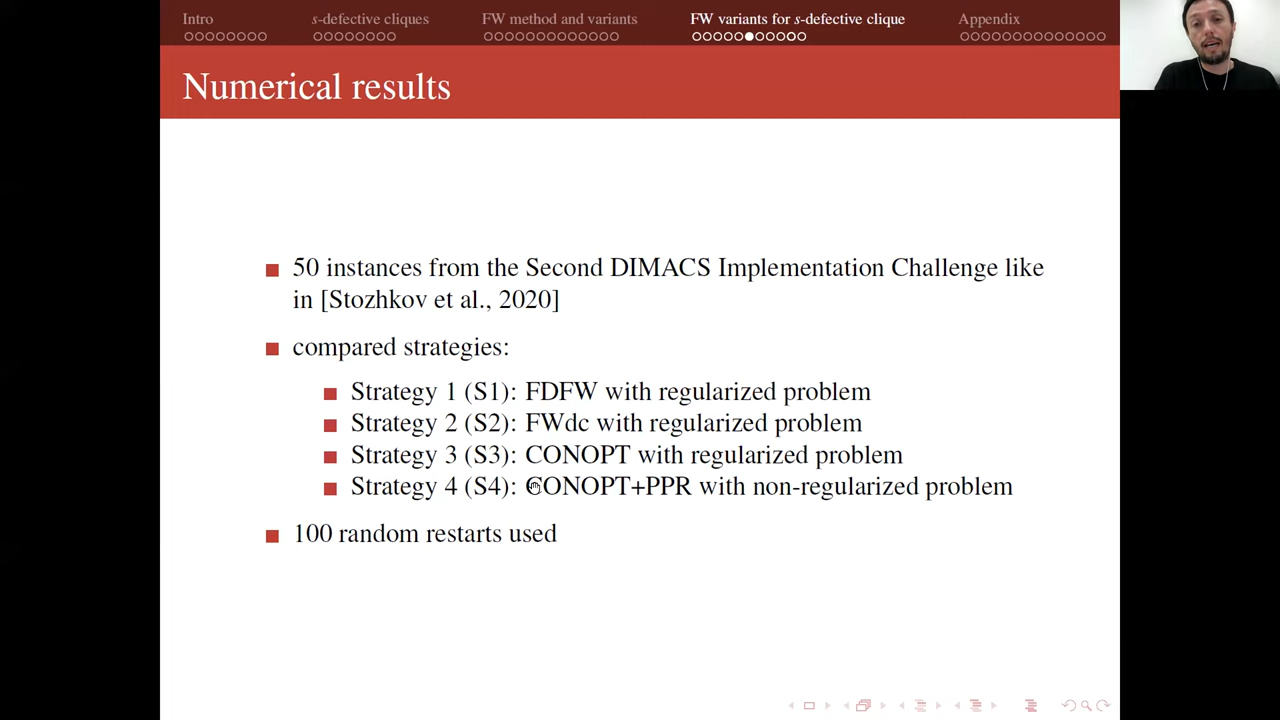 Intro
s-defective cliques
FW method and variants
FW variants for s-defective clique
Appendix
Numerical results
50 instances from the Second DIMACS Implementation Challenge like
in [Stozhkov et al., 2020]
compared strategies:
Strategy 1 (S1): FDFW with regularized problem
Strategy 2 (S2): FWdc with regularized problem
Strategy 3 (S3): CONOPT with regularized problem
Strategy 4 (S4): CONOPT+PPR with non-regularized problem
100 random restarts used